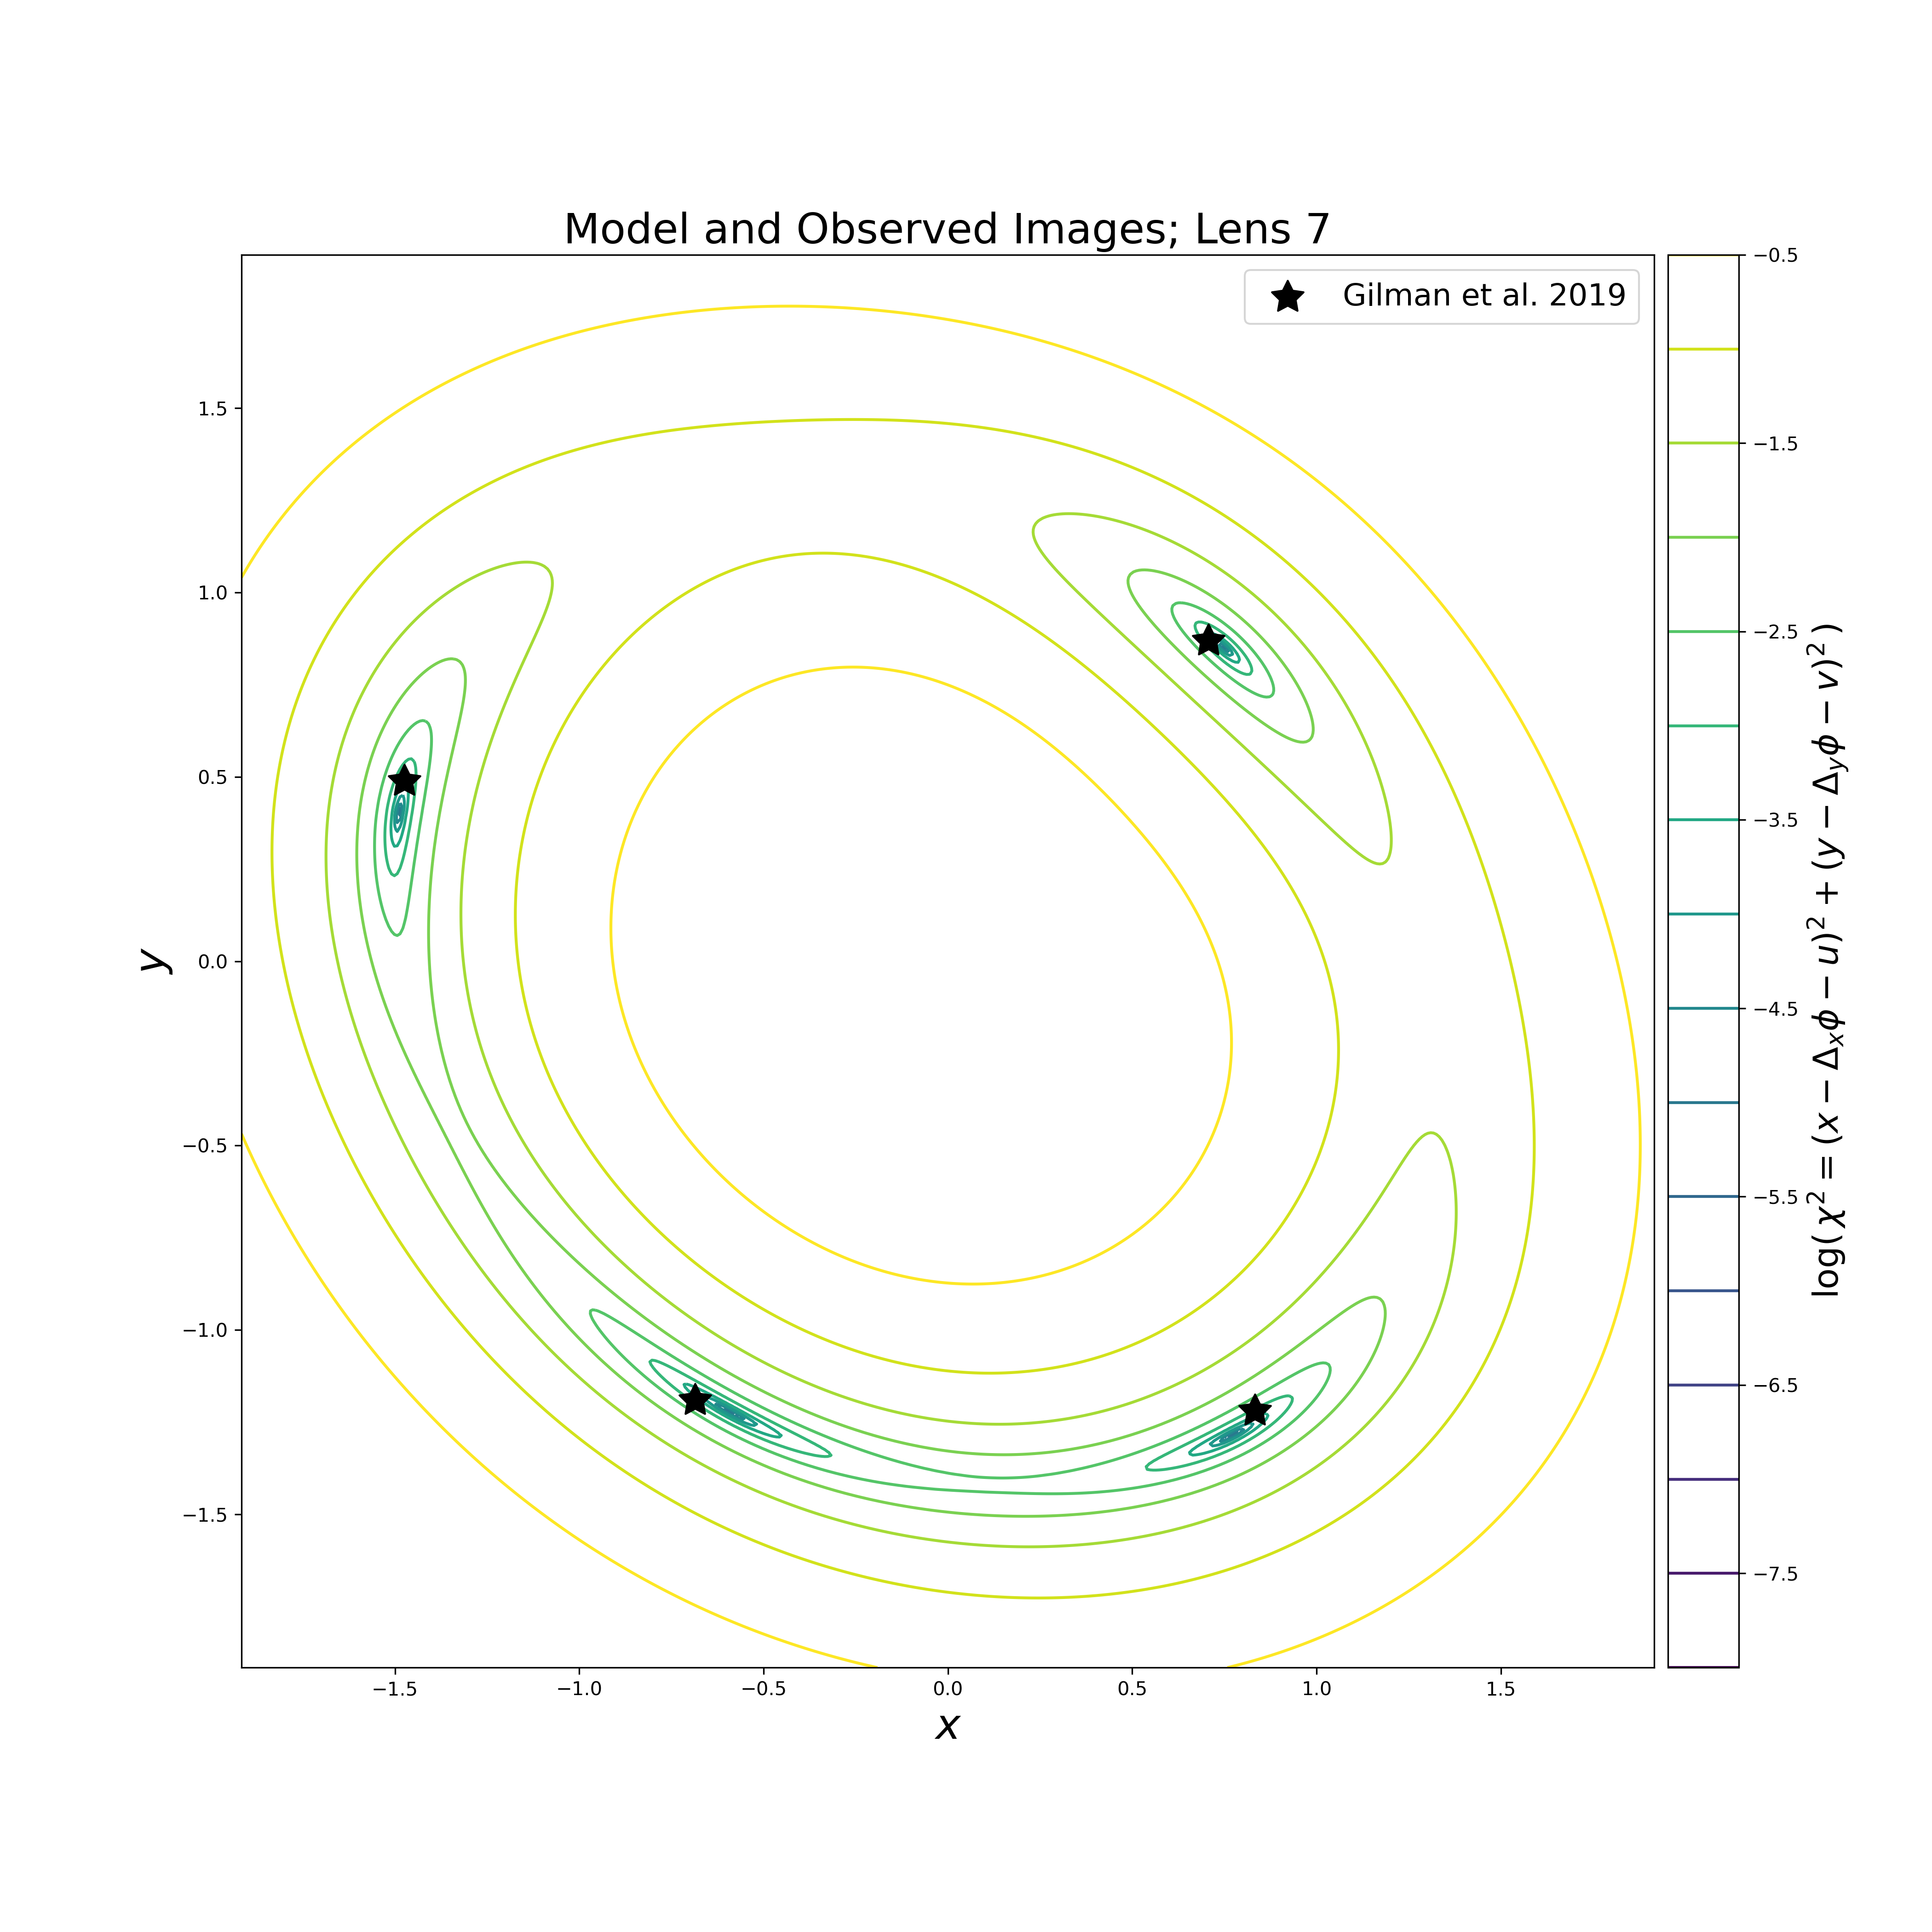 Model and Observed Images; Lens 7
Gilman et al. 2019
y
1.5
1.0
0.5
0.0
−0.5
−1.0
−1.5
−1.5 −1.0 −0.5 0.0 0.5 1.0 1.5
x
−0.5
−1.5
−2.5
−3.5
−4.5
−5.5
−6.5
−7.5
log(χ² = (x − Δₓϕ − u)² + (y − Δᵧϕ − v)²)